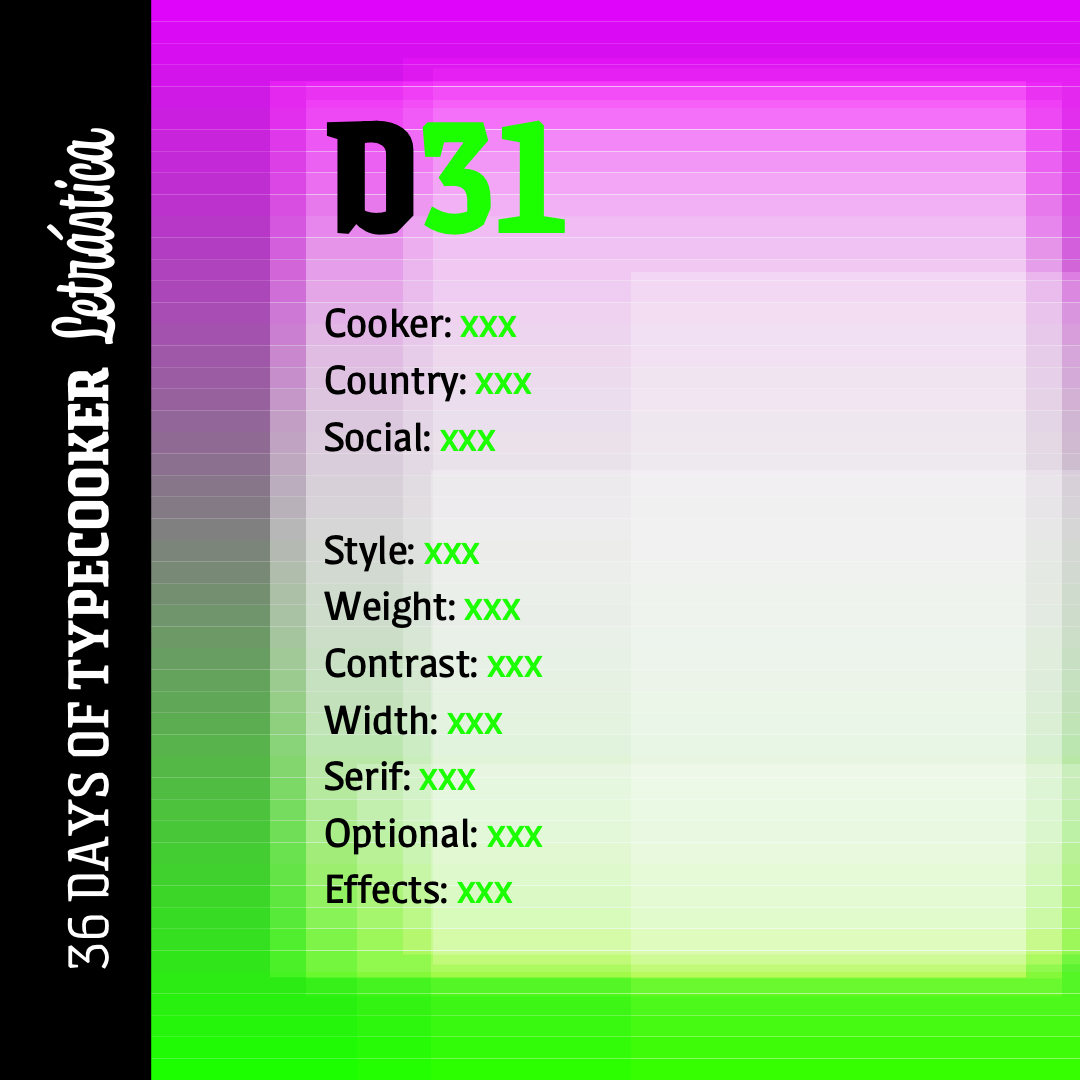 36 DAYS OF TYPECOOKER Letrástica
D31
Cooker: xxx
Country: xxx
Social: xxx
Style: xxx
Weight: xxx
Contrast: xxx
Width: xxx
Serif: xxx
Optional: xxx
Effects: xxx